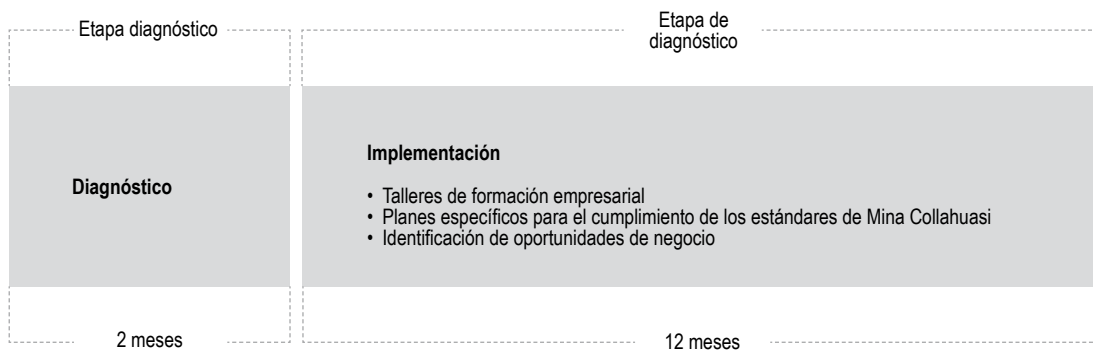 Etapa diagnóstico
Etapa de
diagnóstico
Diagnóstico
Implementación
• Talleres de formación empresarial
• Planes específicos para el cumplimiento de los estándares de Mina Collahuasi
• Identificación de oportunidades de negocio
2 meses
12 meses